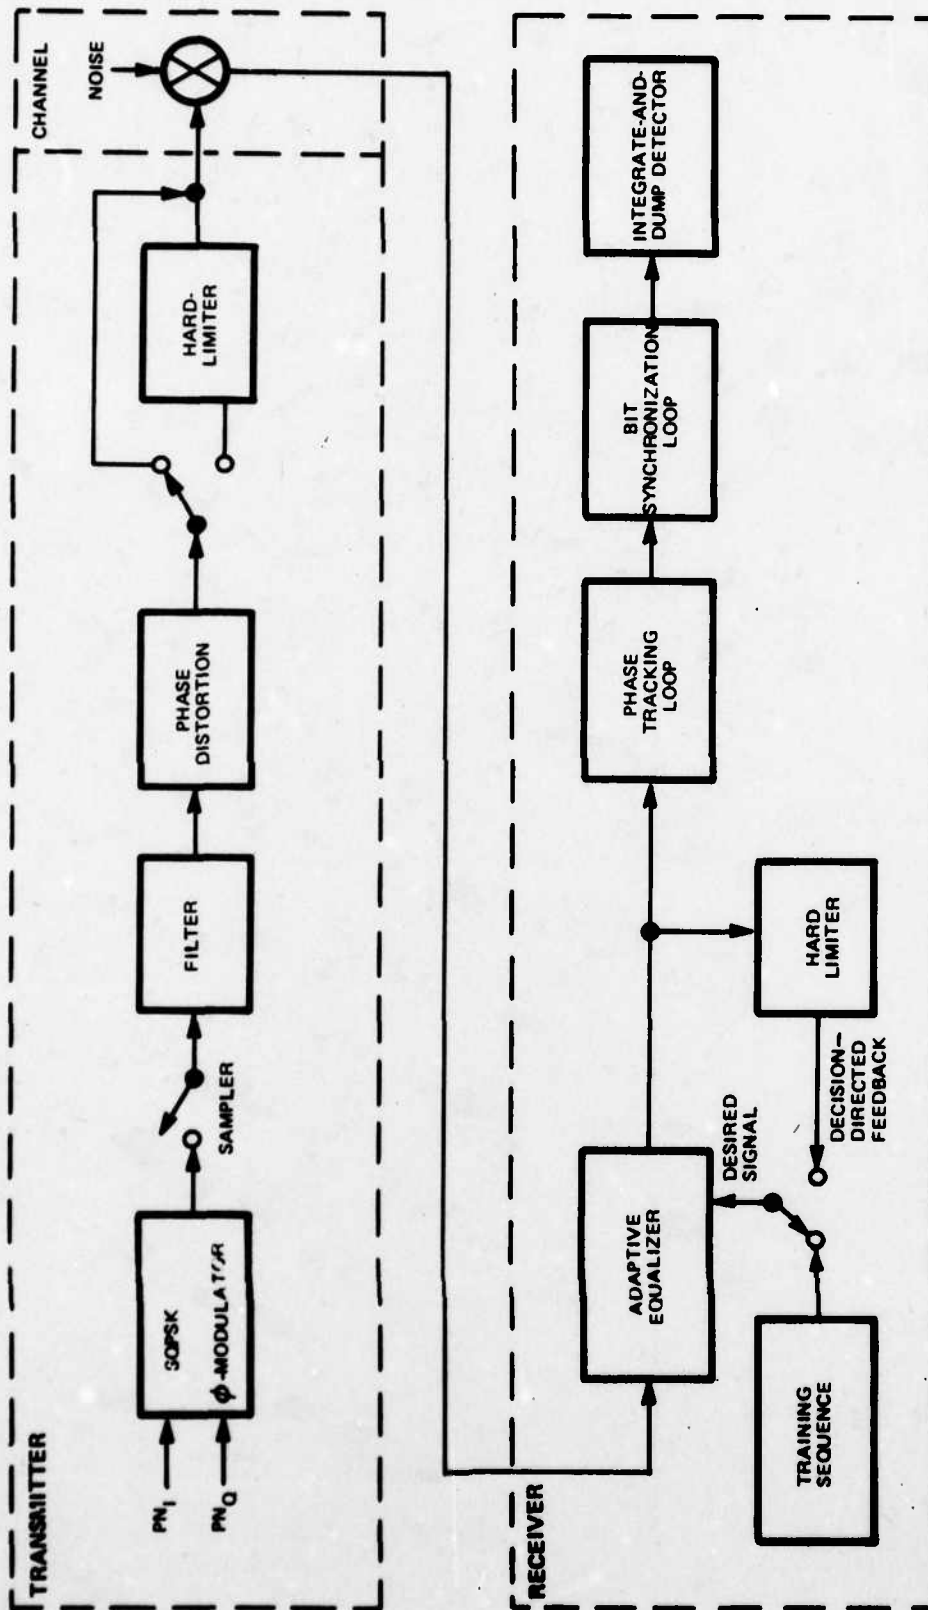 TRANSMITTER
PN_I
PN_Q
SQPSK
ϕ-MODULATOR
SAMPLER
FILTER
PHASE
DISTORTION
HARD-
LIMITER
CHANNEL
NOISE
RECEIVER
TRAINING
SEQUENCE
ADAPTIVE
EQUALIZER
DESIRED
SIGNAL
DECISION—
DIRECTED
FEEDBACK
HARD
LIMITER
PHASE
TRACKING
LOOP
BIT
SYNCHRONIZATION
LOOP
INTEGRATE-AND-
DUMP DETECTOR